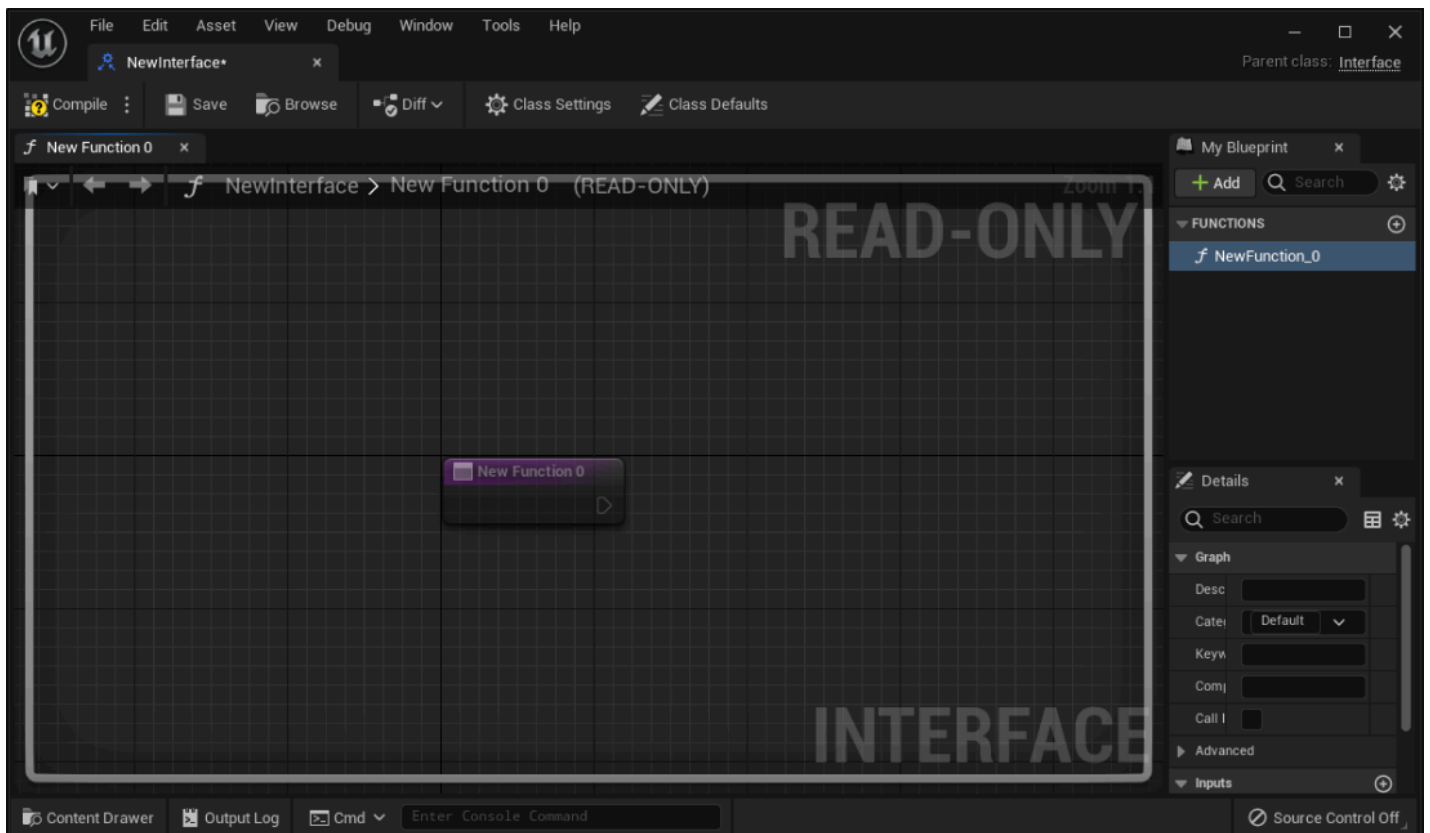 File Edit Asset View Debug Window Tools Help
NewInterface*
Parent class: Interface
Compile Save Browse Diff Class Settings Class Defaults
New Function 0
NewInterface > New Function 0 (READ-ONLY)
READ-ONLY
New Function 0
INTERFACE
My Blueprint
+ Add Search
FUNCTIONS
NewFunction_0
Details
Search
Graph
Desc
Default
Call
Advanced
Inputs
Content Drawer Output Log Cmd Enter Console Command Source Control Off